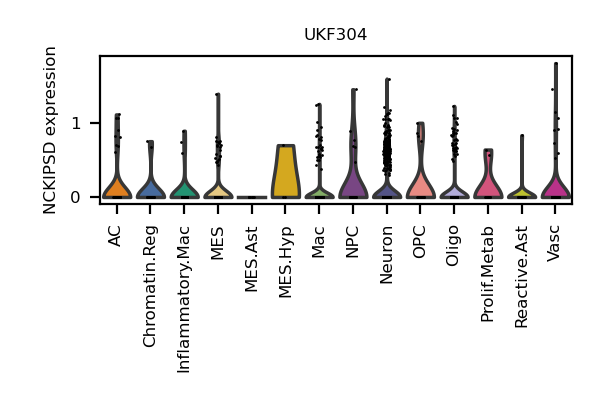 UKF304
NCKIPSD expression
1
0
AC
Chromatin.Reg
Inflammatory.Mac
MES
MES.Ast
MES.Hyp
Mac
NPC
Neuron
OPC
Oligo
Prolif.Metab
Reactive.Ast
Vasc